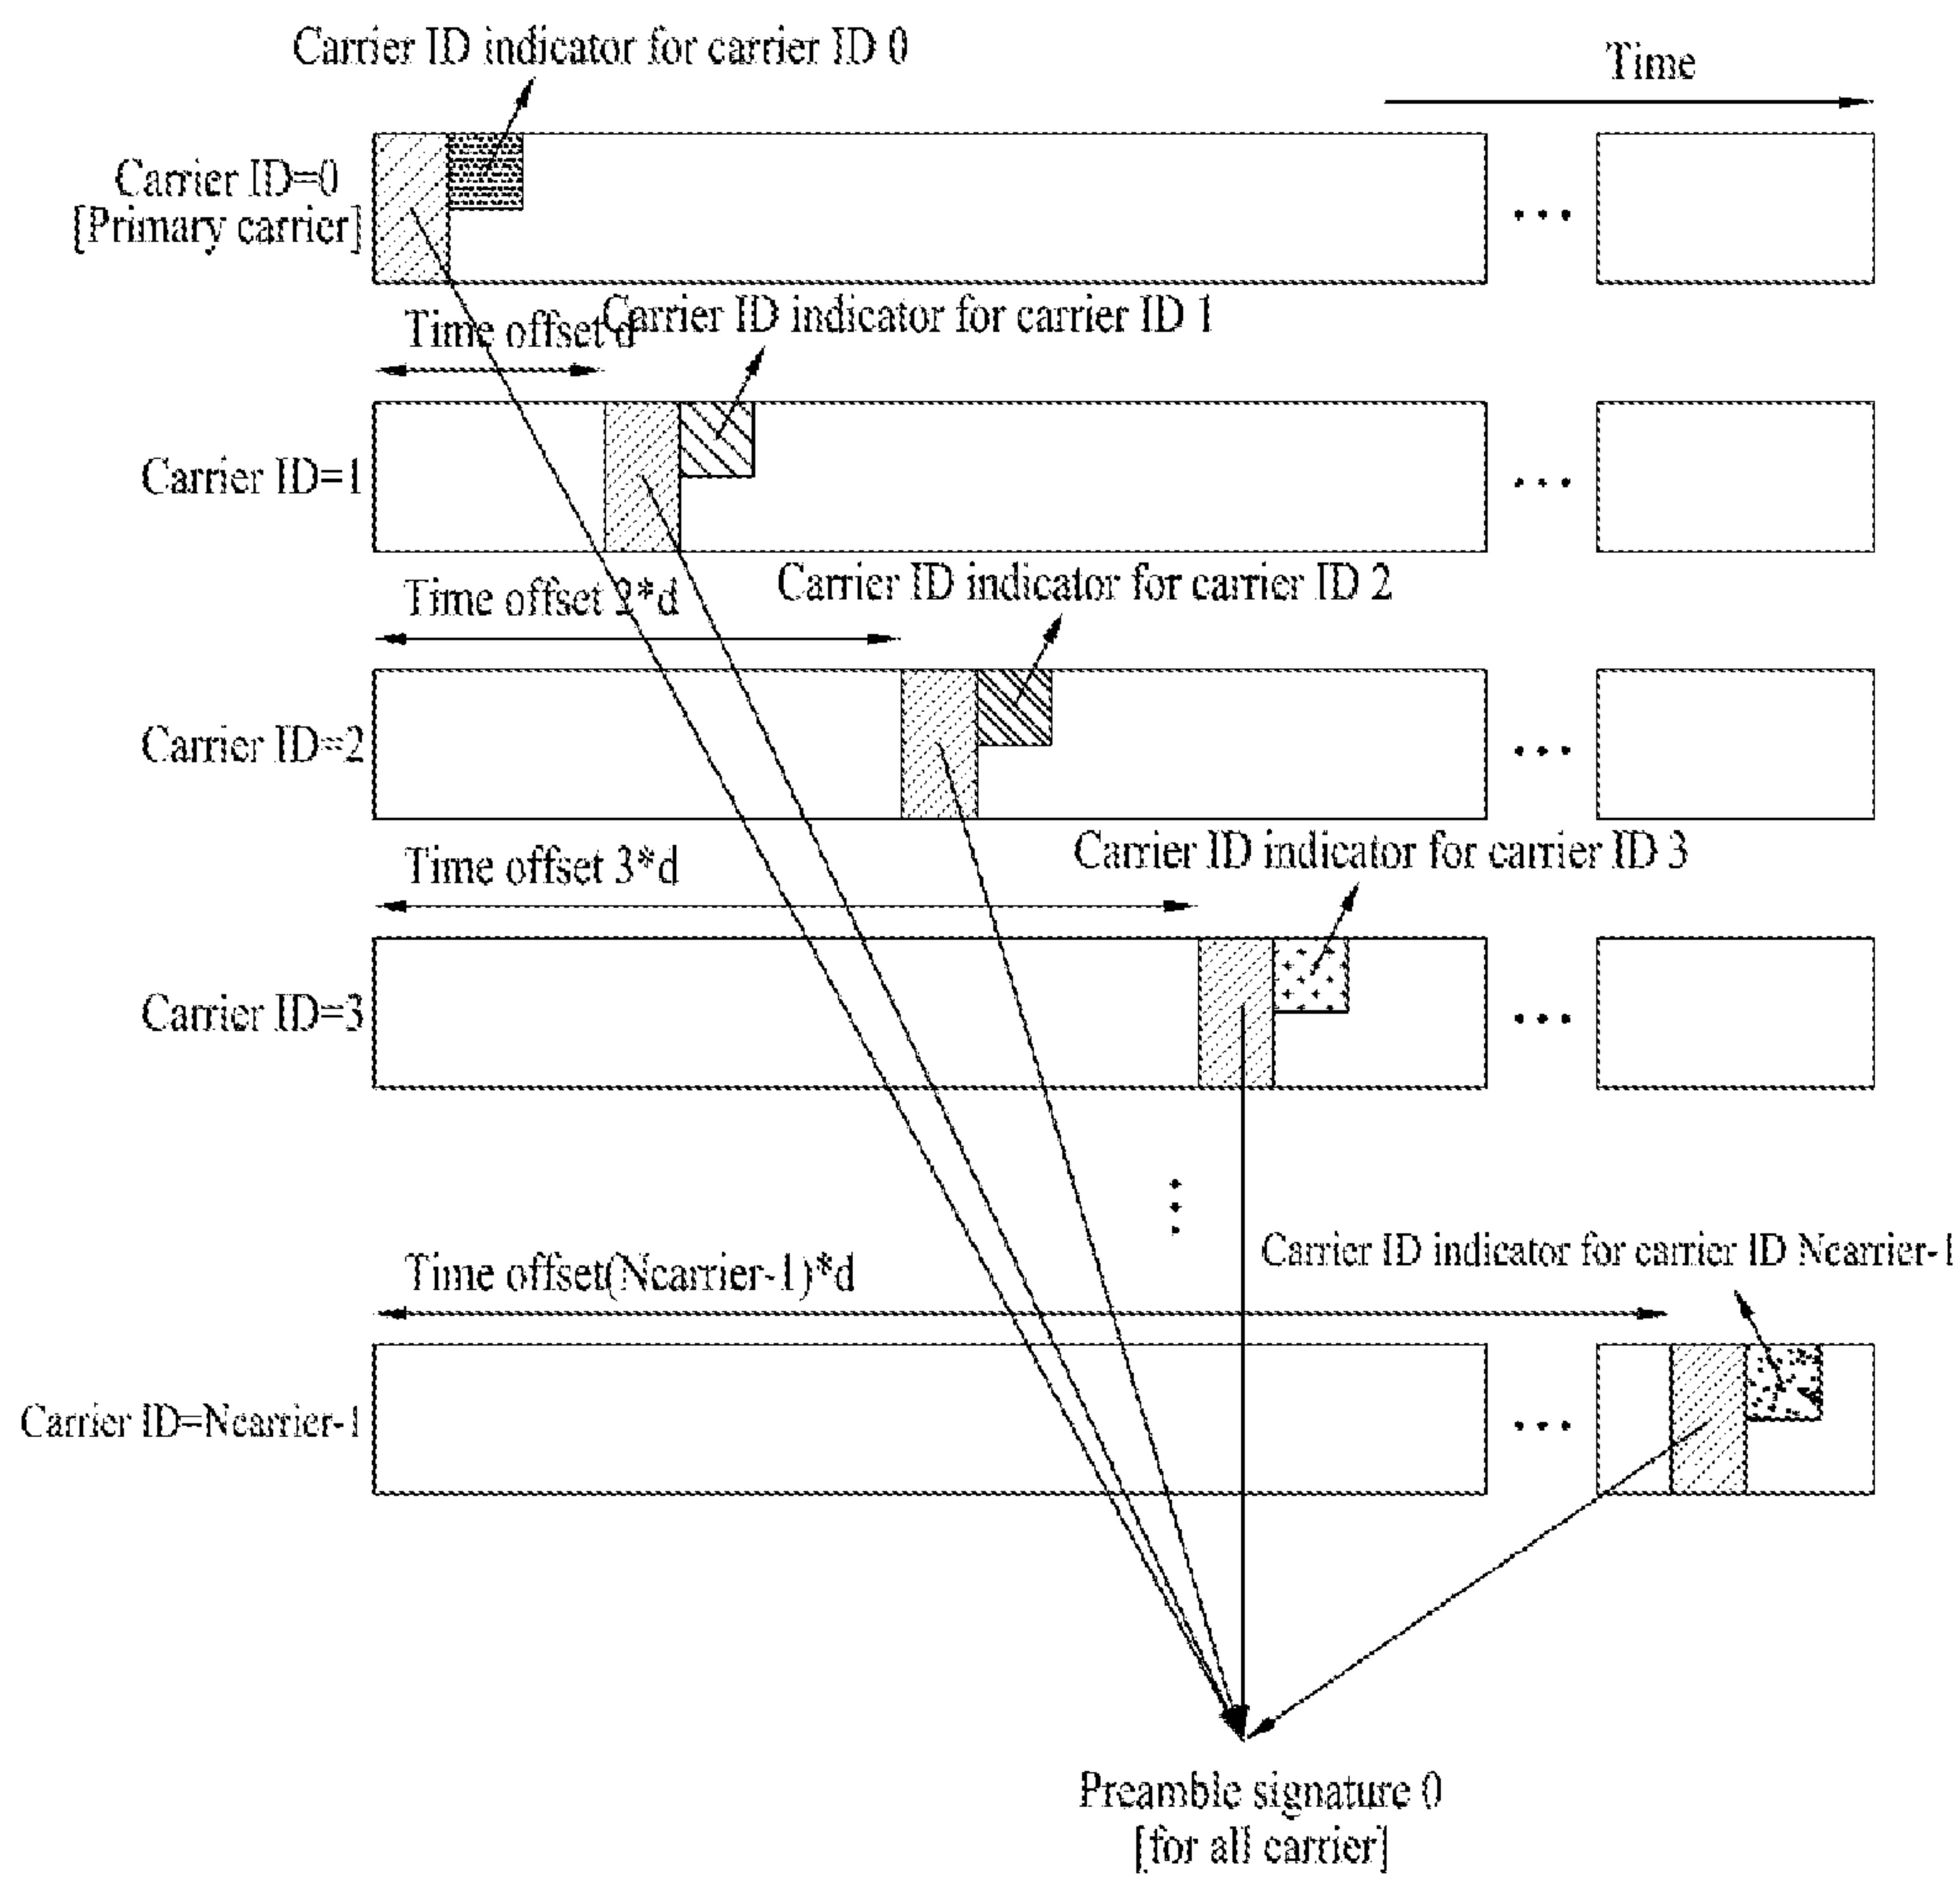 Carrier ID indicator for carrier ID 0
Time
Carrier ID=0
[Primary carrier]
Time offset d
Carrier ID indicator for carrier ID 1
Carrier ID=1
Time offset 2*d
Carrier ID indicator for carrier ID 2
Carrier ID=2
Time offset 3*d
Carrier ID indicator for carrier ID 3
Carrier ID=3
Time offset(Ncarrier-1)*d
Carrier ID indicator for carrier ID Ncarrier-1
Carrier ID=Ncarrier-1
Preamble signature 0
[for all carrier]